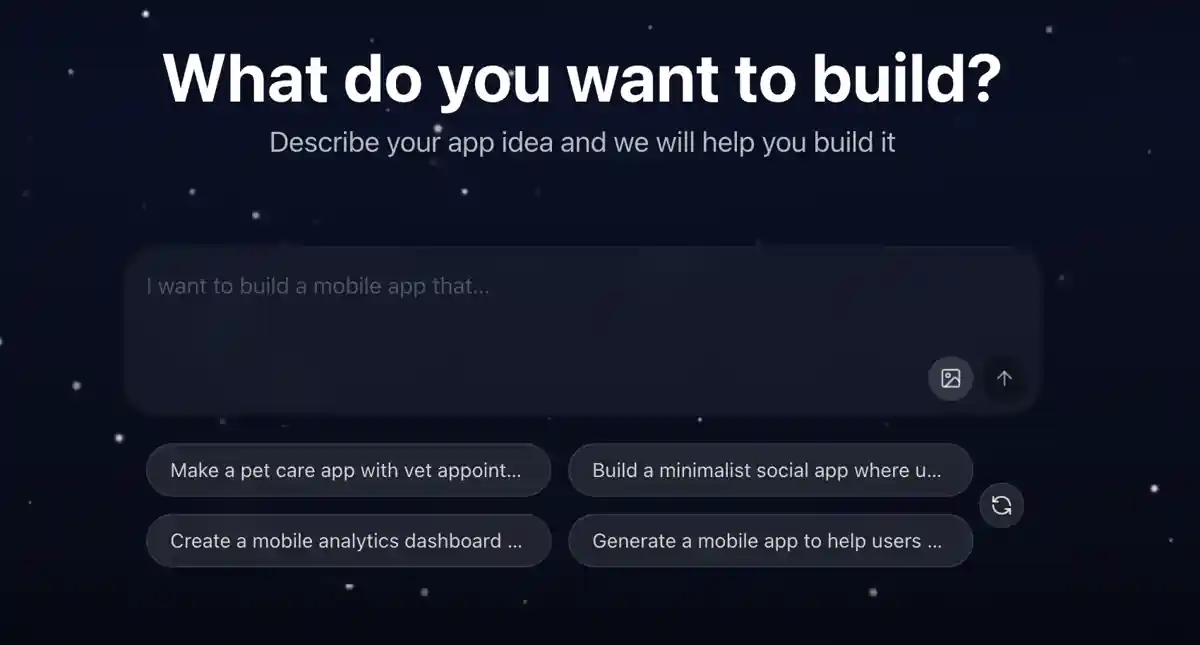 What do you want to build?
Describe your app idea and we will help you build it
I want to build a mobile app that...
Make a pet care app with vet appoint...
Build a minimalist social app where u...
Create a mobile analytics dashboard ...
Generate a mobile app to help users ...